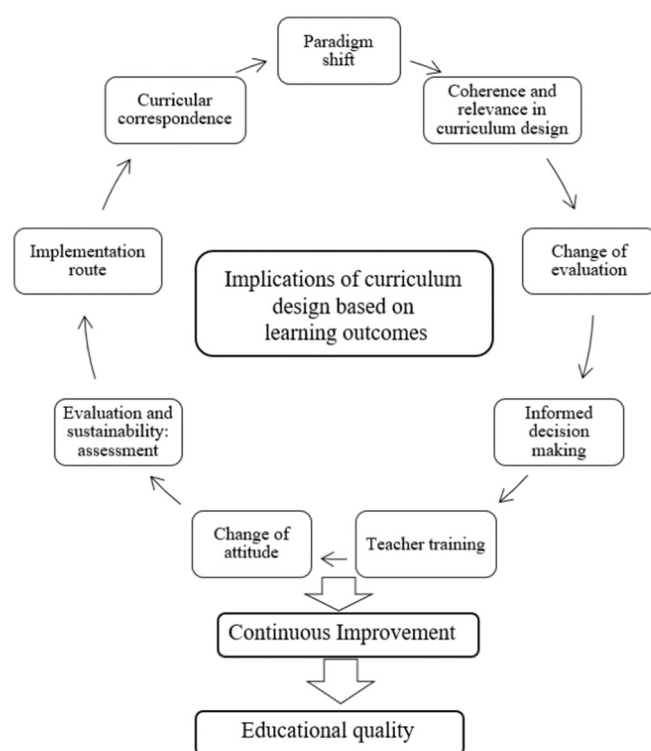 Paradigm
shift
Coherence and
relevance in
curriculum design
Curricular
correspondence
Implementation
route
Change
of evaluation
Implications of curriculum
design based on
learning outcomes
Evaluation and
sustainability:
assessment
Informed
decision
making
Change of
attitude
Teacher training
Continuous Improvement
Educational quality